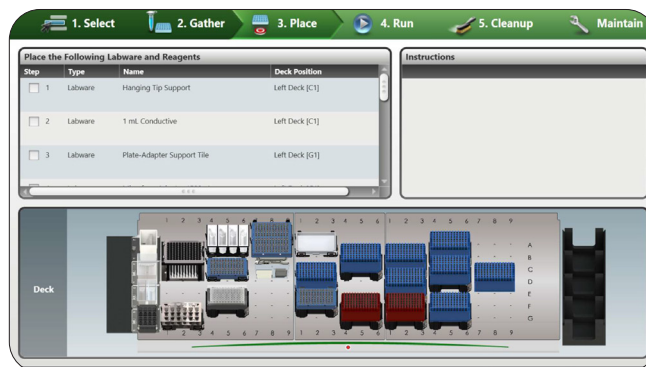 1. Select 2. Gather 3. Place 4. Run 5. Cleanup Maintain
Place the Following Labware and Reagents
Step Type Name Deck Position
1 Labware Hanging Tip Support Left Deck [C1]
2 Labware 1 mL Conductive Left Deck [C1]
3 Labware Plate-Adapter Support Tile Left Deck [G1]
Instructions
Deck
1 2 3 4 5 6 8 1 2 3 4 5 6 1 2 3 4 5 6 7 8 9
A
B
C
D
E
F
G
1 2 3 4 5 6 7 8 9 1 2 3 4 5 6 1 2 3 4 5 6 7 8 9